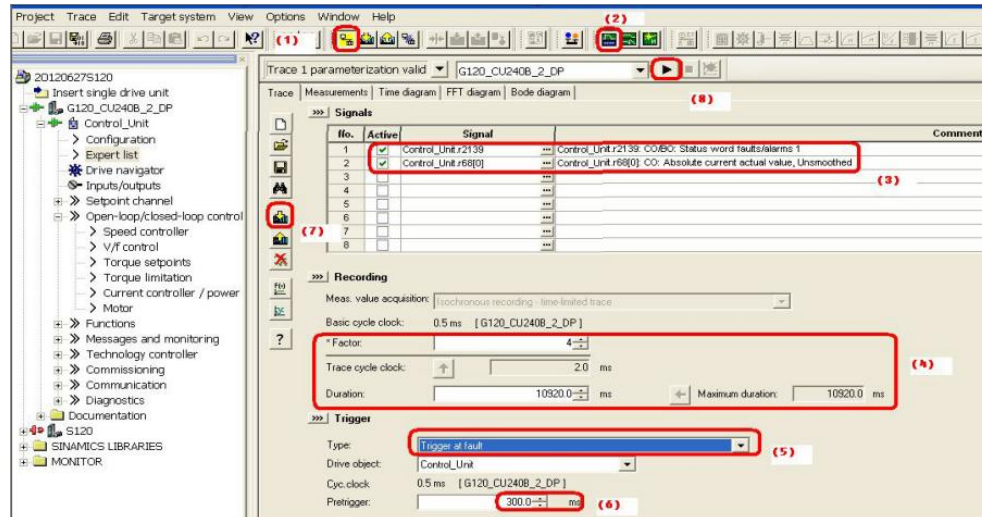 Project Trace Edit Target system View Options Window Help
(1)
(2)
20120627S120
Insert single drive unit
G120_CU240B_2_DP
Control_Unit
Configuration
Expert list
Drive navigator
Inputs/outputs
Setpoint channel
Open-loop/closed-loop control
Speed controller
V/f control
Torque setpoints
Torque limitation
Current controller / power
Motor
Functions
Messages and monitoring
Technology controller
Commissioning
Communication
Diagnostics
Documentation
S120
SINAMICS LIBRARIES
MONITOR
Trace 1 parameterization valid G120_CU240B_2_DP
(8)
Trace Measurements Time diagram FFT diagram Bode diagram
Signals
No. Active Signal Comment
1 Control_Unit.r2139 ... Control_Unit.r2139: CO/BO: Status word faults/alarms 1
2 Control_Unit.r68[0] ... Control_Unit.r68[0]: CO: Absolute current actual value, Unsmoothed
(3)
3 ...
4 ...
5 ...
6 ...
7 ...
8 ...
(7)
Recording
Meas. value acquisition: Isochronous recording - time-limited trace
Basic cycle clock: 0.5 ms [ G120_CU240B_2_DP ]
* Factor: 4
Trace cycle clock: 2.0 ms
(4)
Duration: 10920.0 ms Maximum duration: 10920.0 ms
Trigger
Type: Trigger at fault
(5)
Drive object: Control_Unit
Cyc.clock 0.5 ms [ G120_CU240B_2_DP ]
Pretrigger: 300.0 ms (6)
f(x)
?